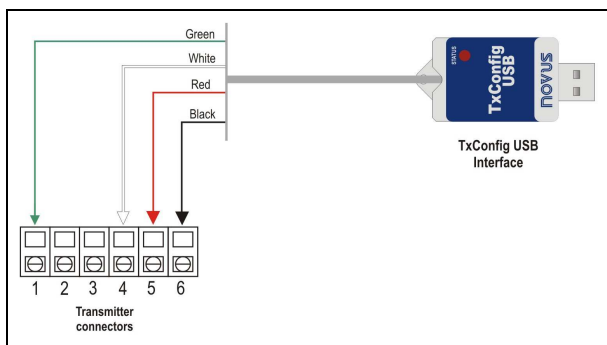 Green
White
Red
Black
STATUS
TxConfig
USB
novus
TxConfig USB
Interface
1 2 3 4 5 6
Transmitter
connectors